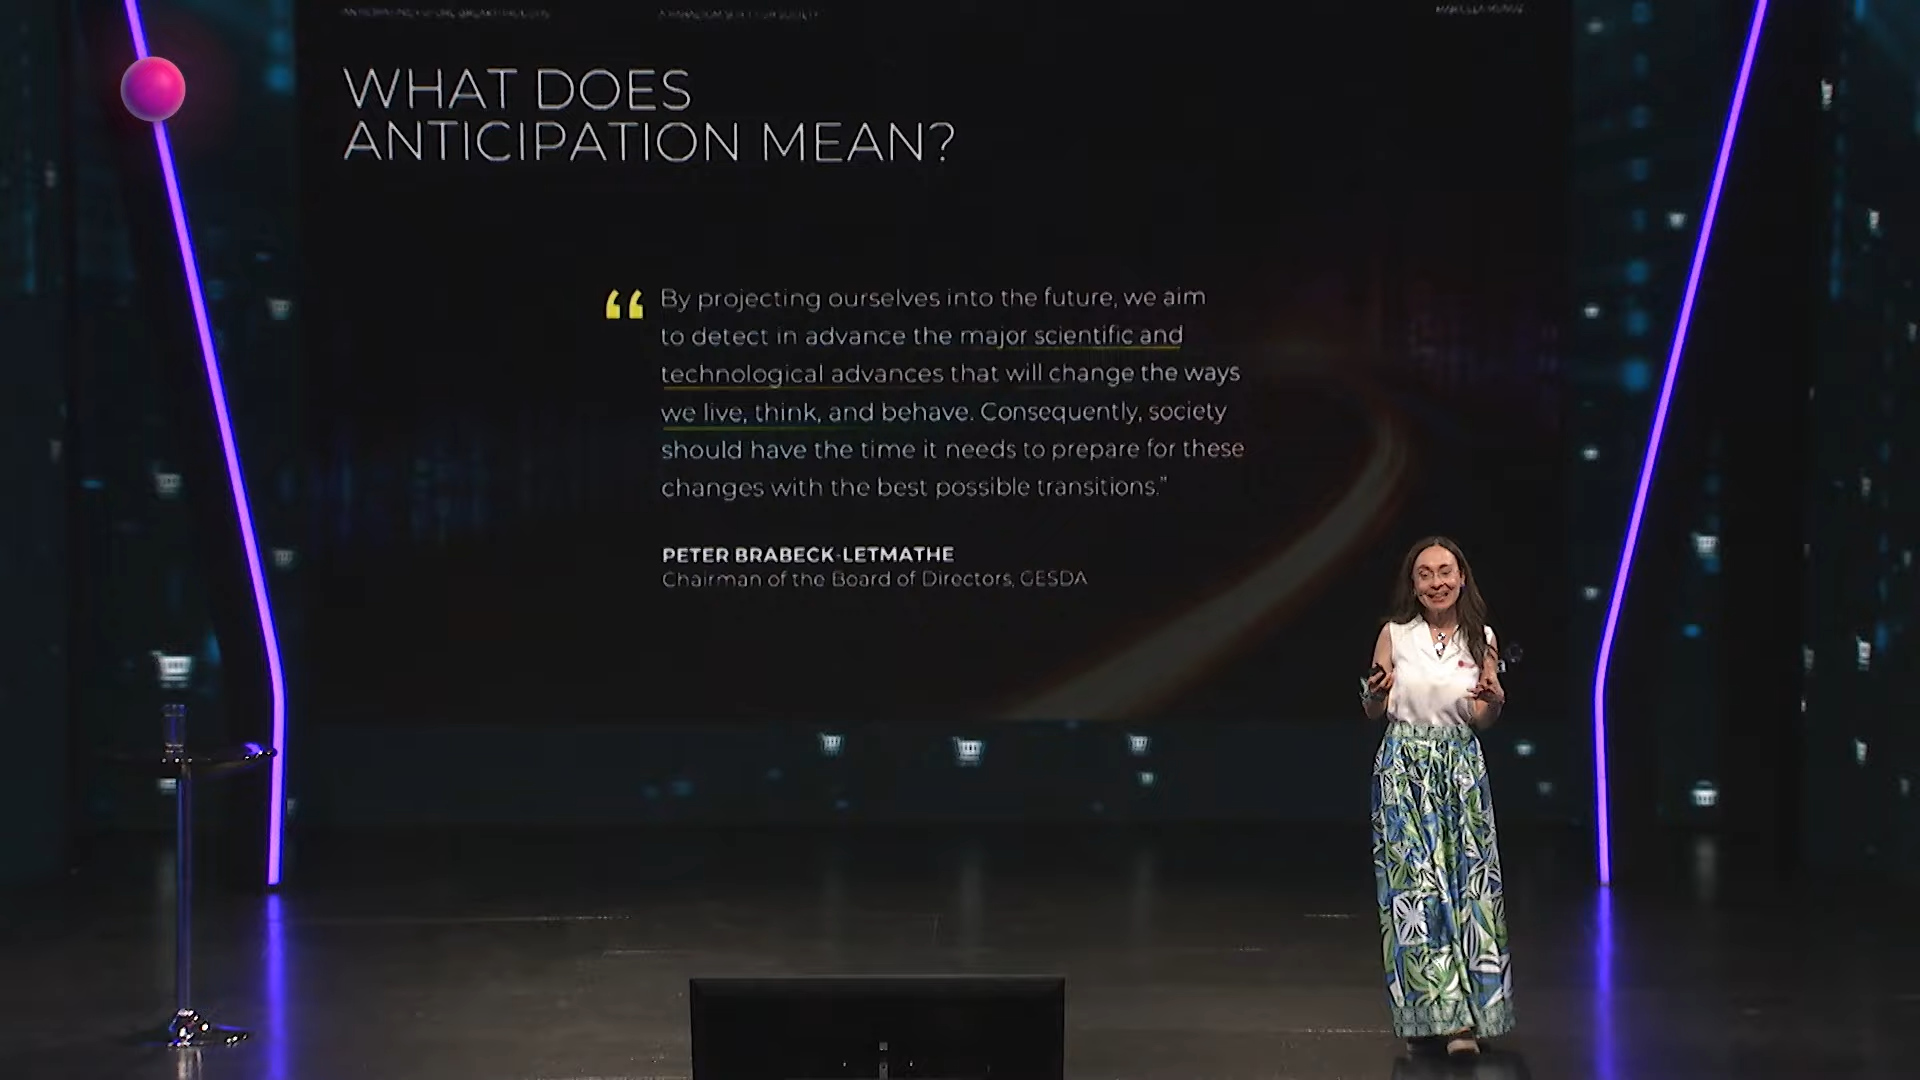 WHAT DOES
ANTICIPATION MEAN?
“ By projecting ourselves into the future, we aim
to detect in advance the major scientific and
technological advances that will change the ways
we live, think, and behave. Consequently, society
should have the time it needs to prepare for these
changes with the best possible transitions.”
PETER BRABECK-LETMATHE
Chairman of the Board of Directors, GESDA